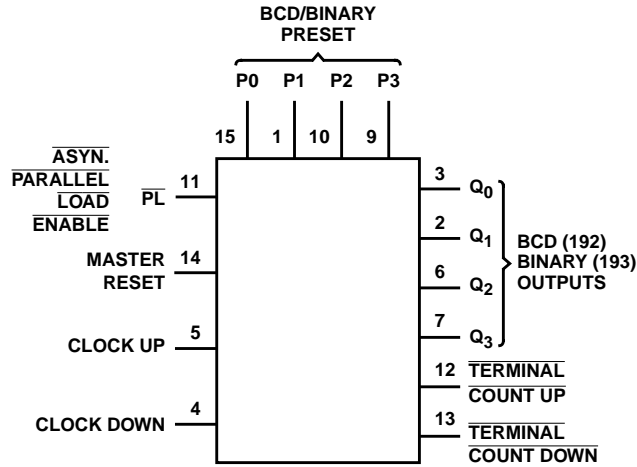 BCD/BINARY
PRESET
P0 P1 P2 P3
15 1 10 9
ASYN.
PARALLEL
LOAD
ENABLE
PL
11
MASTER
RESET
14
CLOCK UP
5
CLOCK DOWN
4
3 Q0
2 Q1
6 Q2
7 Q3
BCD (192)
BINARY (193)
OUTPUTS
12 TERMINAL
COUNT UP
13 TERMINAL
COUNT DOWN